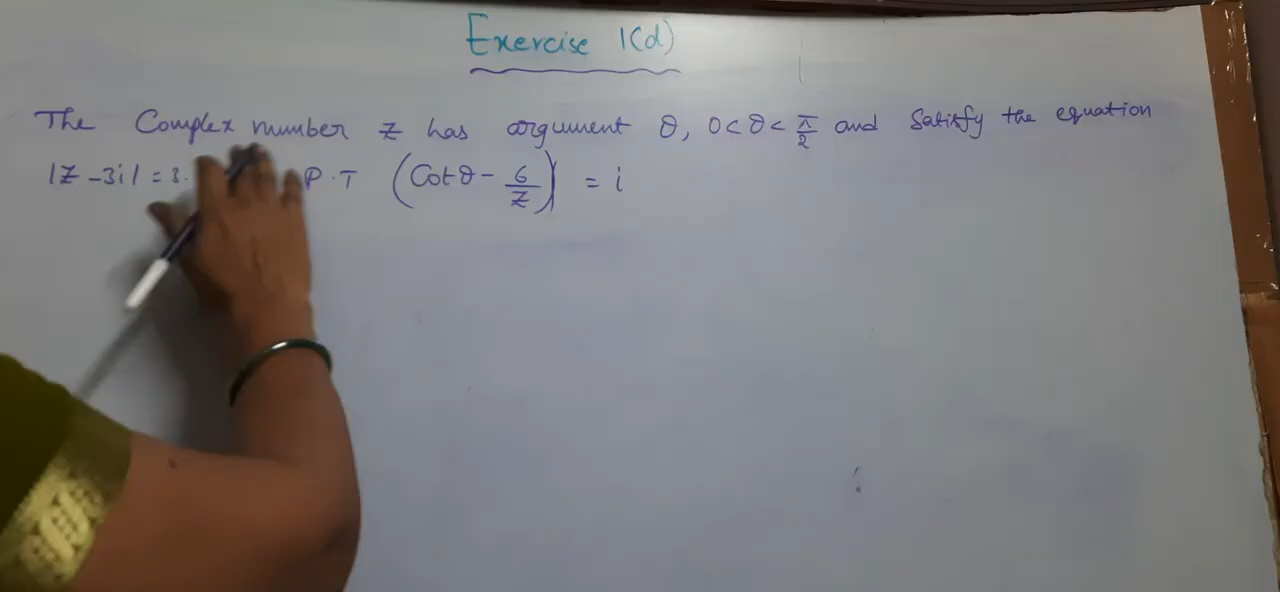 Exercise 1(d)
The Complex number z has argument θ, 0 < θ < π/2 and Satisfy the equation
|z - 3i| = 3. P.T (Cotθ - 6/z) = i